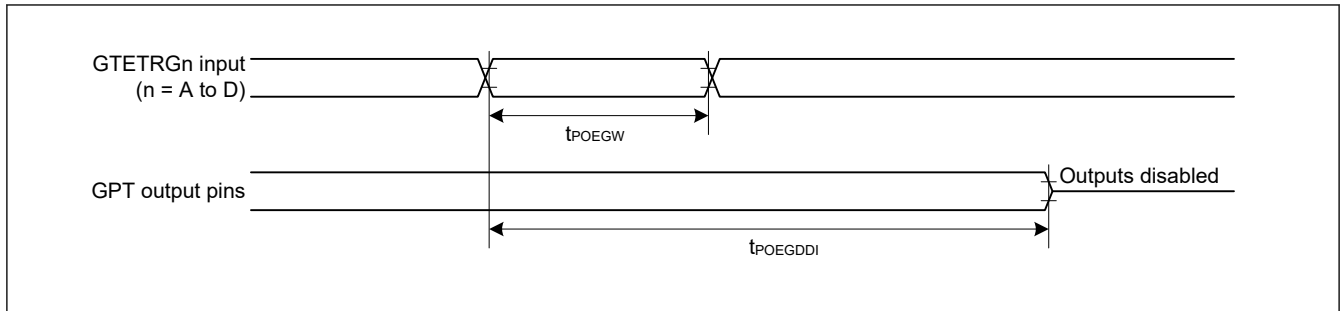 GTETRGn input
(n = A to D)
tPOEGW
GPT output pins
Outputs disabled
tPOEGDDI